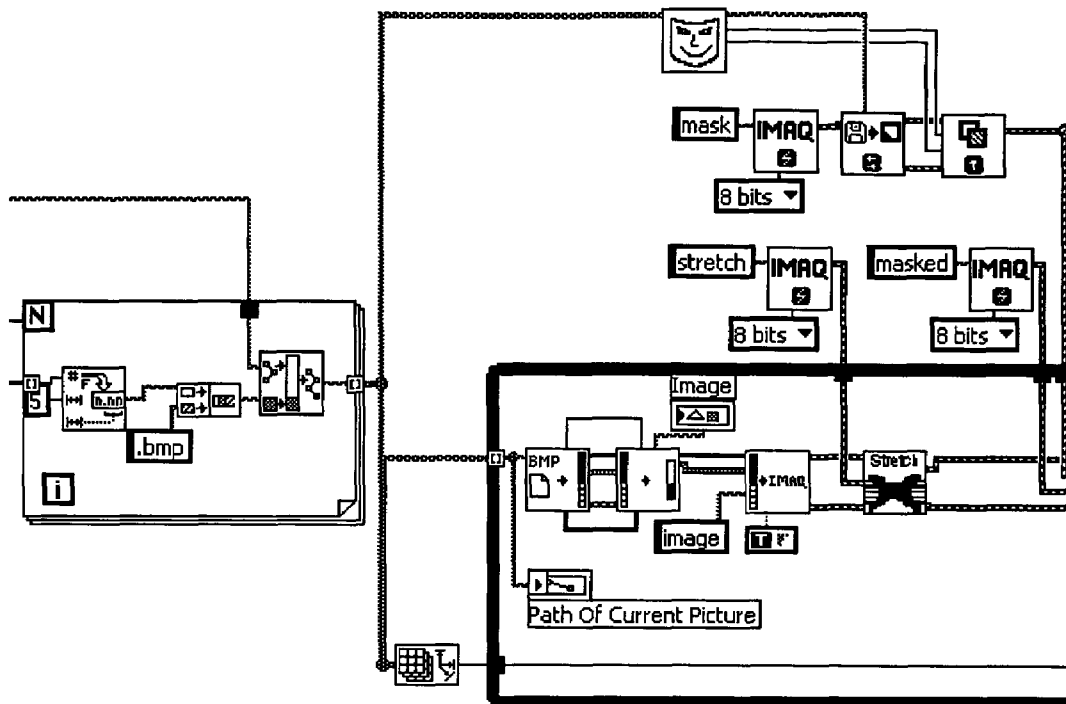 mask
IMAQ
8 bits
stretch
IMAQ
masked
IMAQ
8 bits
8 bits
N
[]
5
#
F
n.nn
.bmp
[]
i
Image
[]
BMP
IMAQ
Stretch
image
T
F
Path Of Current Picture